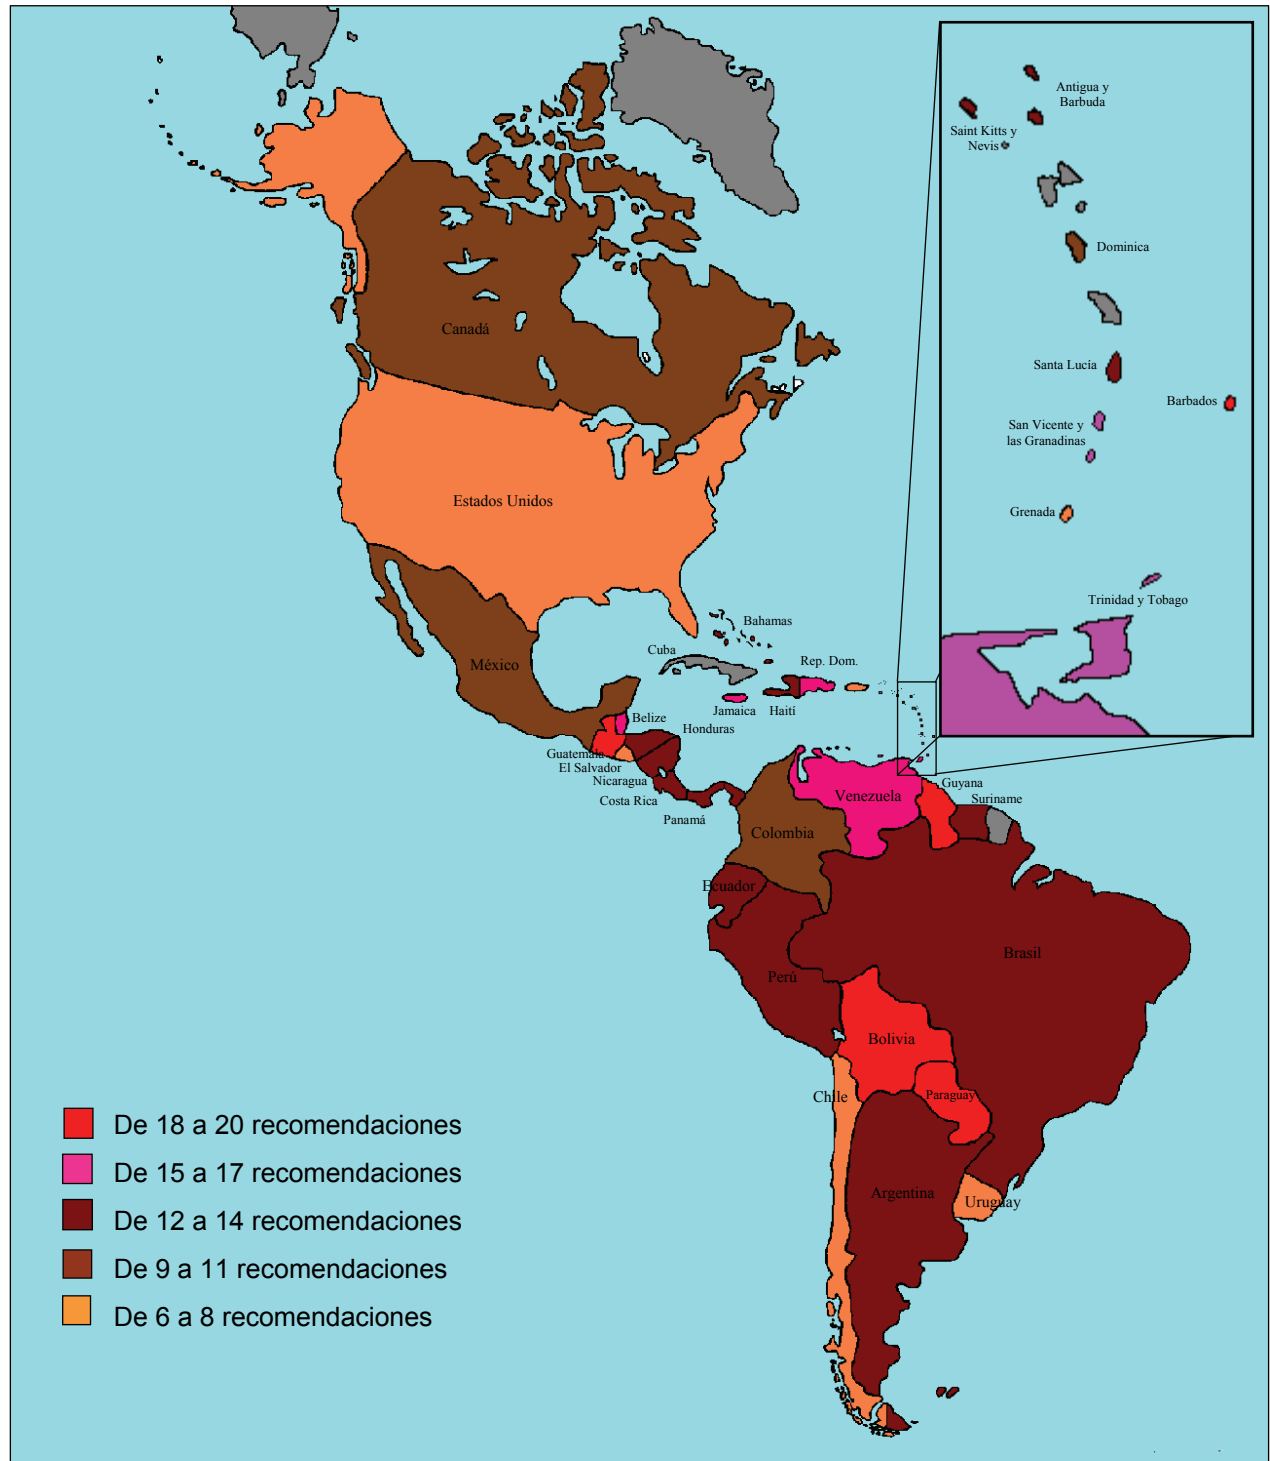 Antigua y
Barbuda
Saint Kitts y
Nevis
Dominica
Santa Lucía
Barbados
San Vicente y
las Granadinas
Grenada
Trinidad y Tobago
Canadá
Estados Unidos
México
Bahamas
Cuba
Rep. Dom.
Jamaica
Haití
Belize
Honduras
Guatemala
El Salvador
Nicaragua
Costa Rica
Panamá
Venezuela
Guyana
Suriname
Colombia
Ecuador
Perú
Brasil
Bolivia
Paraguay
Chile
Argentina
Uruguay
De 18 a 20 recomendaciones
De 15 a 17 recomendaciones
De 12 a 14 recomendaciones
De 9 a 11 recomendaciones
De 6 a 8 recomendaciones